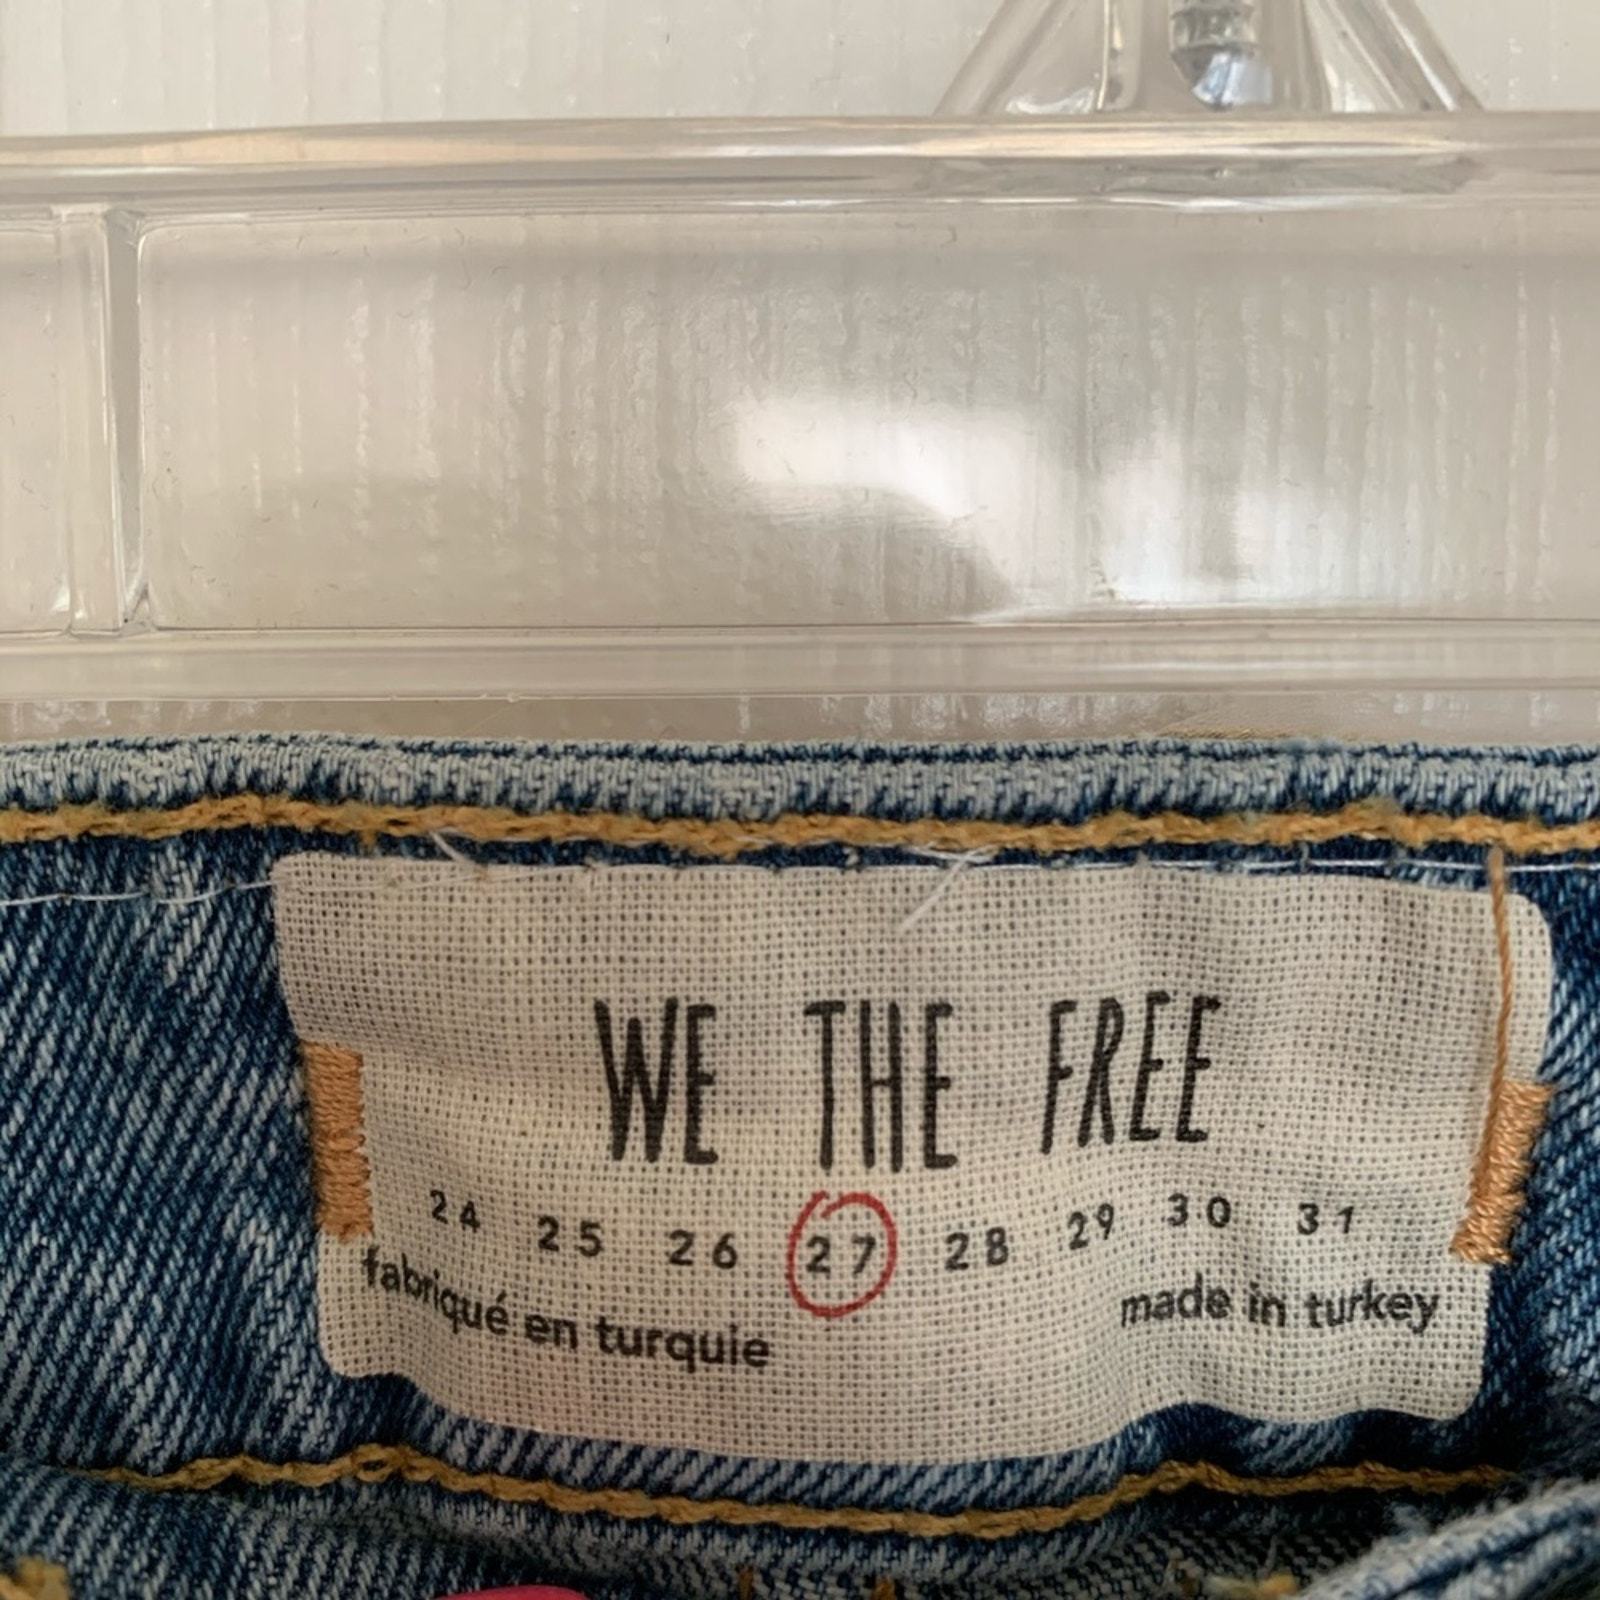 WE THE FREE
24 25 26 27 28 29 30 31
fabriqué en turquie made in turkey